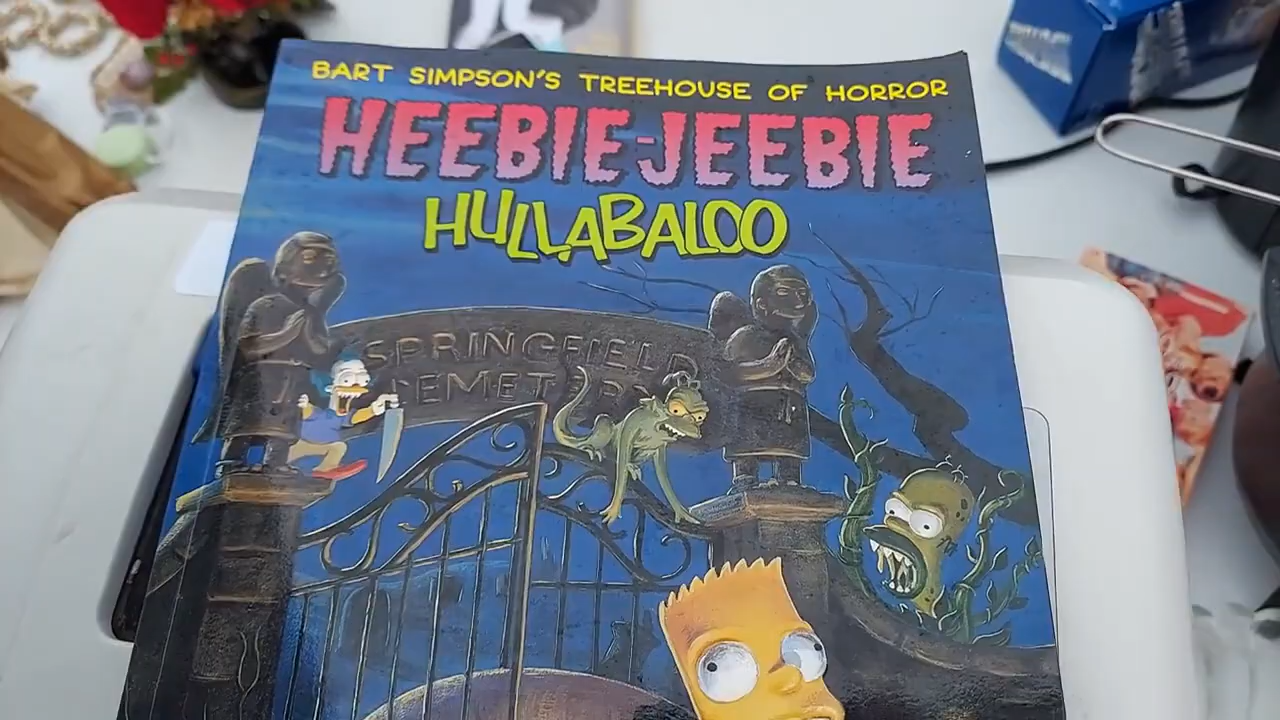 BART SIMPSON'S TREEHOUSE OF HORROR
HEEBIE-JEEBIE
HULLABALOO
SPRINGFIELD
CEMETERY